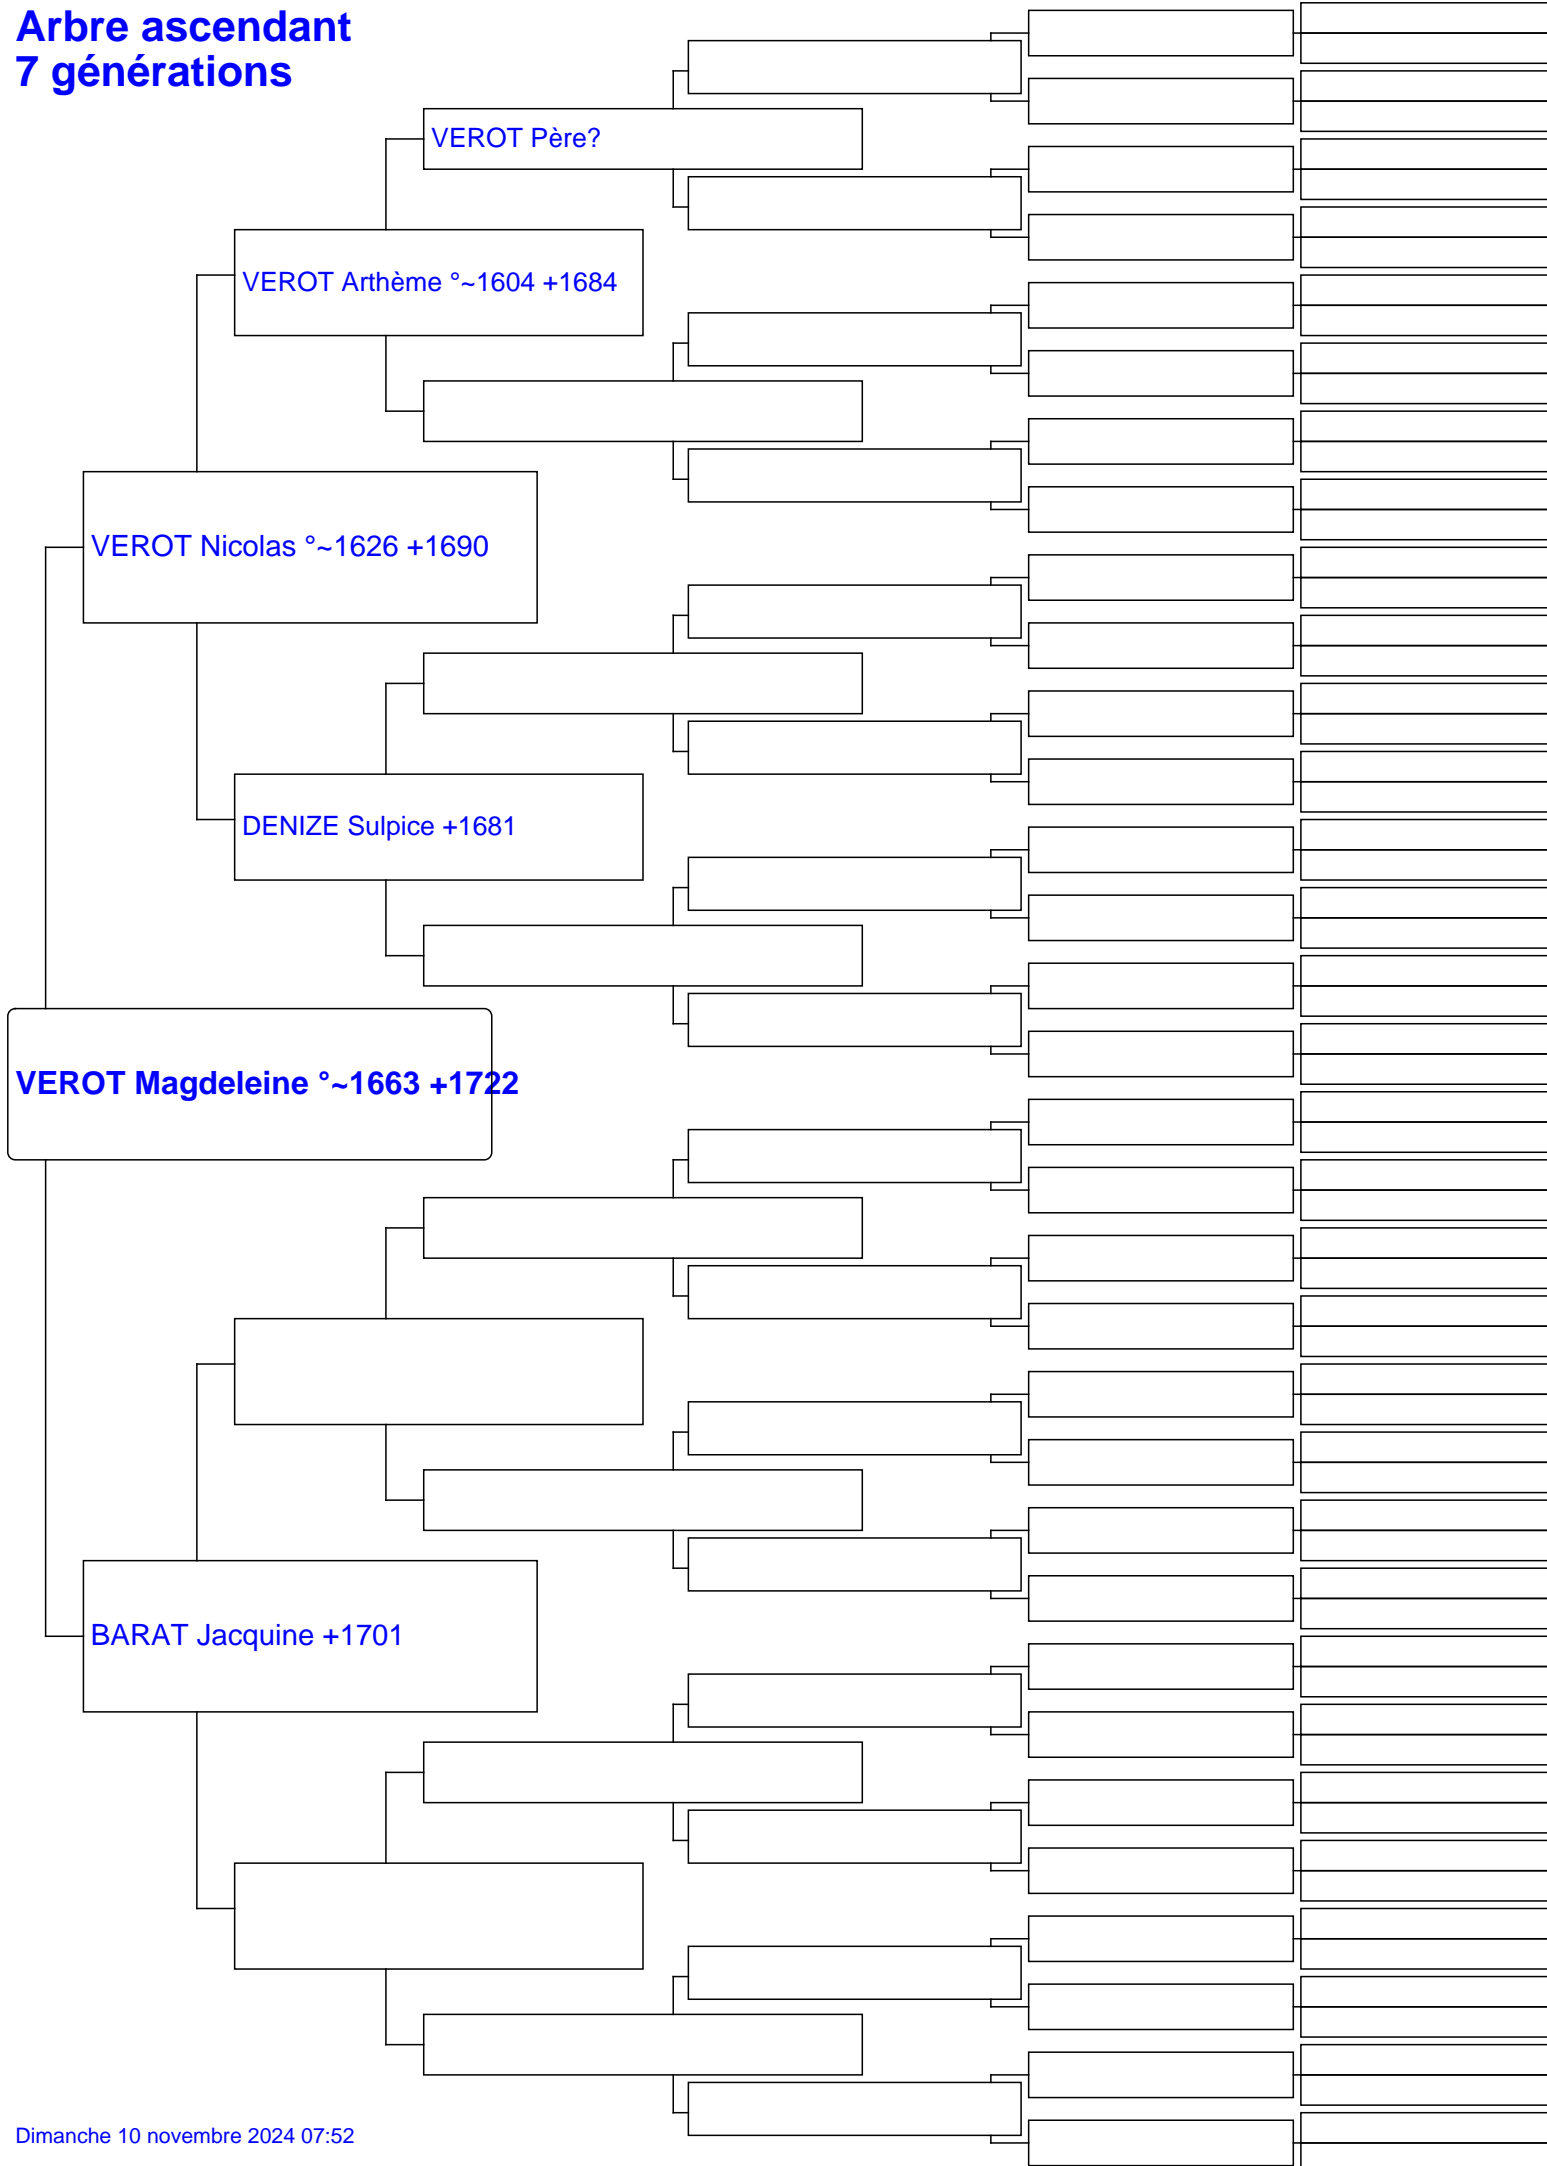 Arbre ascendant
7 générations
VEROT Père?
VEROT Arthème °~1604 +1684
VEROT Nicolas °~1626 +1690
DENIZE Sulpice +1681
VEROT Magdeleine °~1663 +1722
BARAT Jacquine +1701
Dimanche 10 novembre 2024 07:52